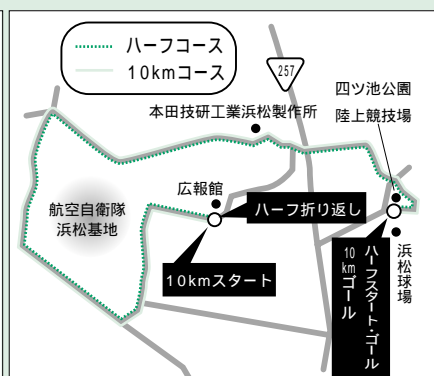 ハーフコース
10kmコース
257
四ツ池公園
陸上競技場
本田技研工業浜松製作所
広報館
ハーフ折り返し
航空自衛隊
浜松基地
10kmスタート
ハーフスタート・ゴール
10kmゴール
浜松球場